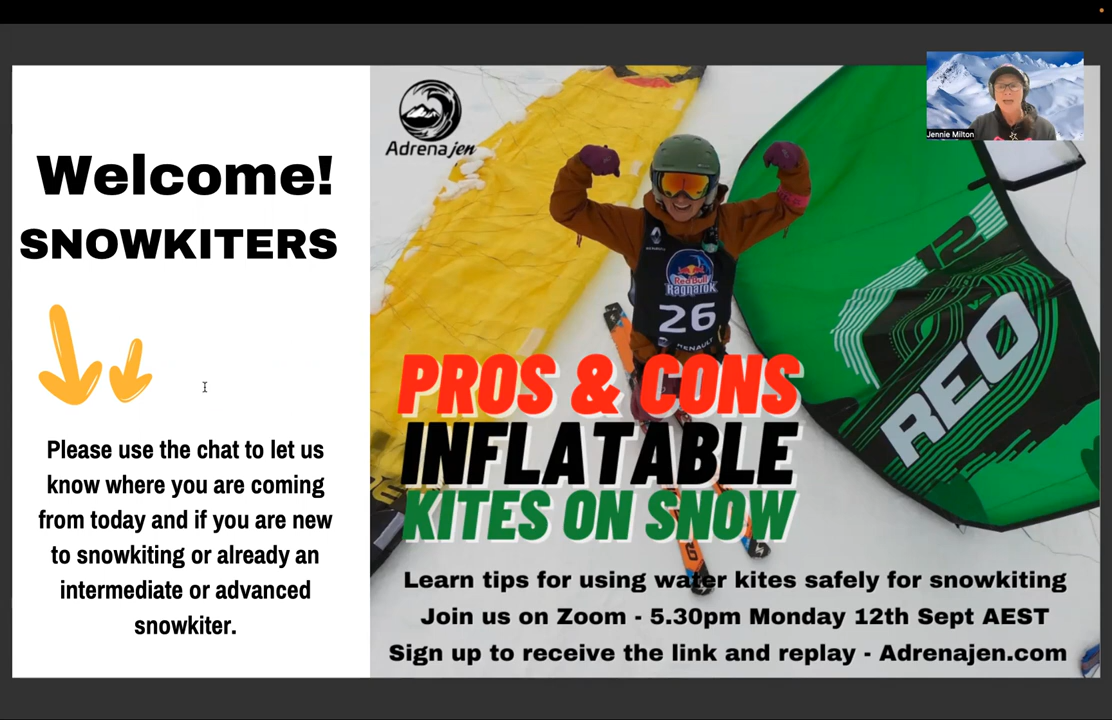 Welcome!
SNOWKITERS
Please use the chat to let us
know where you are coming
from today and if you are new
to snowkiting or already an
intermediate or advanced
snowkiter.
Adrenajen
Red Bull
Ragnarok
26
RENAULT
12
REO
PROS & CONS
INFLATABLE
KITES ON SNOW
Learn tips for using water kites safely for snowkiting
Join us on Zoom - 5.30pm Monday 12th Sept AEST
Sign up to receive the link and replay - Adrenajen.com
Jennie Milton